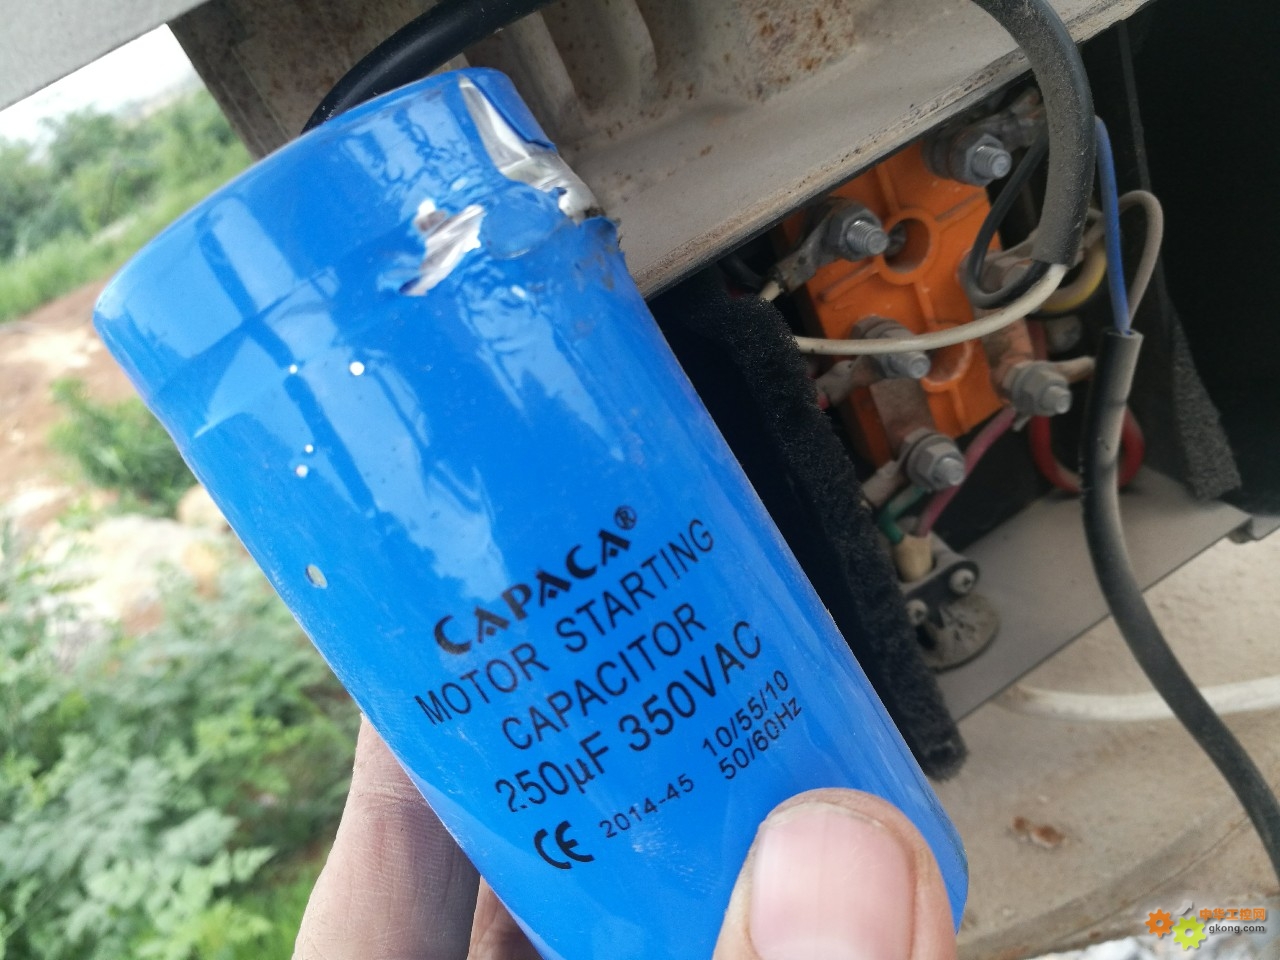 CAPACA®
MOTOR STARTING
CAPACITOR
250µF 350VAC
10/55/10
CE 2014-45 50/60Hz
中华工控网
gkong.com